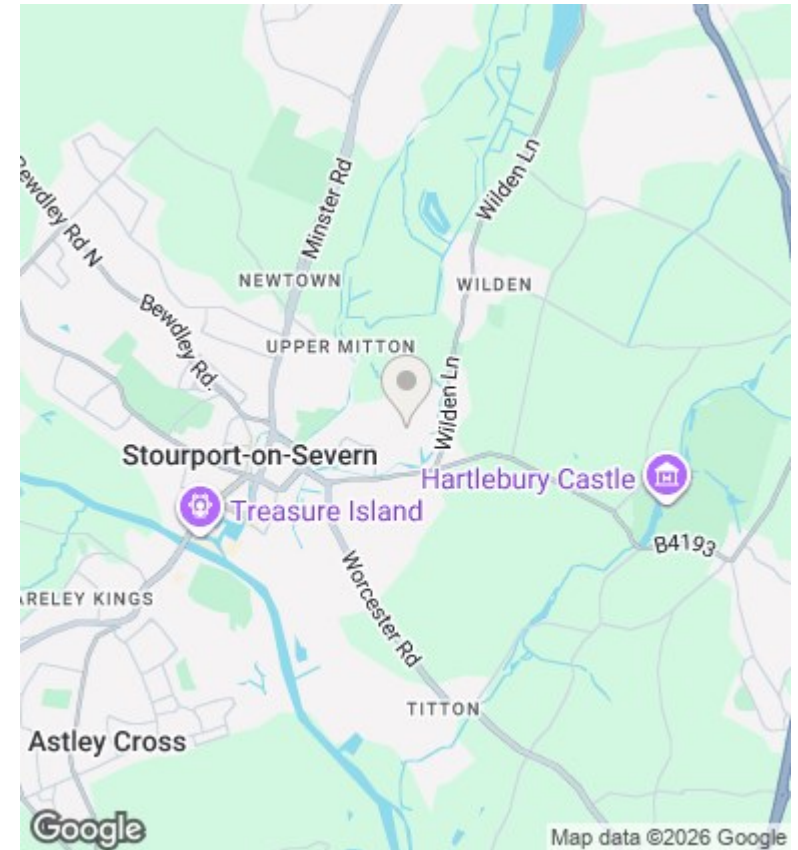 Wilden Ln
Minster Rd
Bewdley Rd N
NEWTOWN
WILDEN
Bewdley Rd.
UPPER MITTON
Wilden Ln
Stourport-on-Severn
Hartlebury Castle
Treasure Island
B4193
ARELEY KINGS
Worcester Rd
TITTON
Astley Cross
Google
Map data ©2026 Google